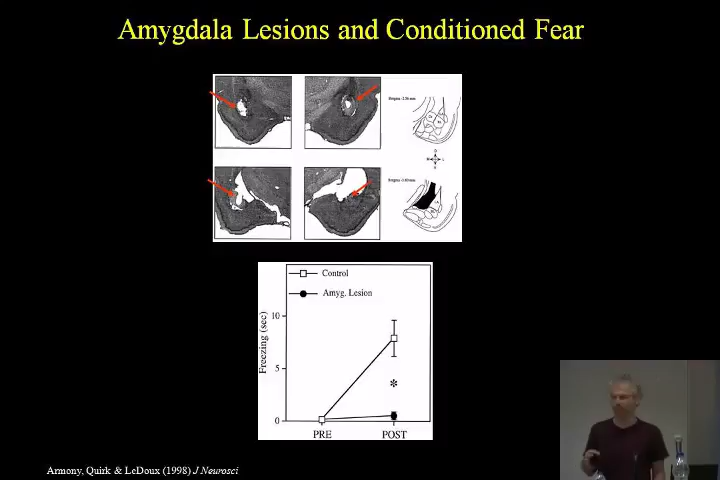 Amygdala Lesions and Conditioned Fear
Control
Amyg. Lesion
Freezing (sec)
10
5
0
*
PRE
POST
Armony, Quirk & LeDoux (1998) J Neurosci